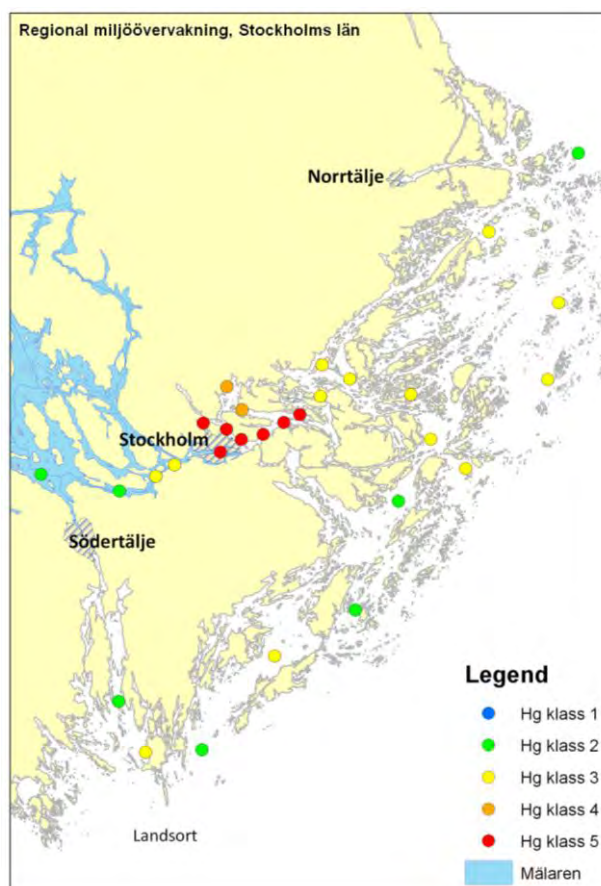 Regional miljöövervakning, Stockholms län
Norrtälje
Stockholm
Södertälje
Landsort
Legend
Hg klass 1
Hg klass 2
Hg klass 3
Hg klass 4
Hg klass 5
Mälaren